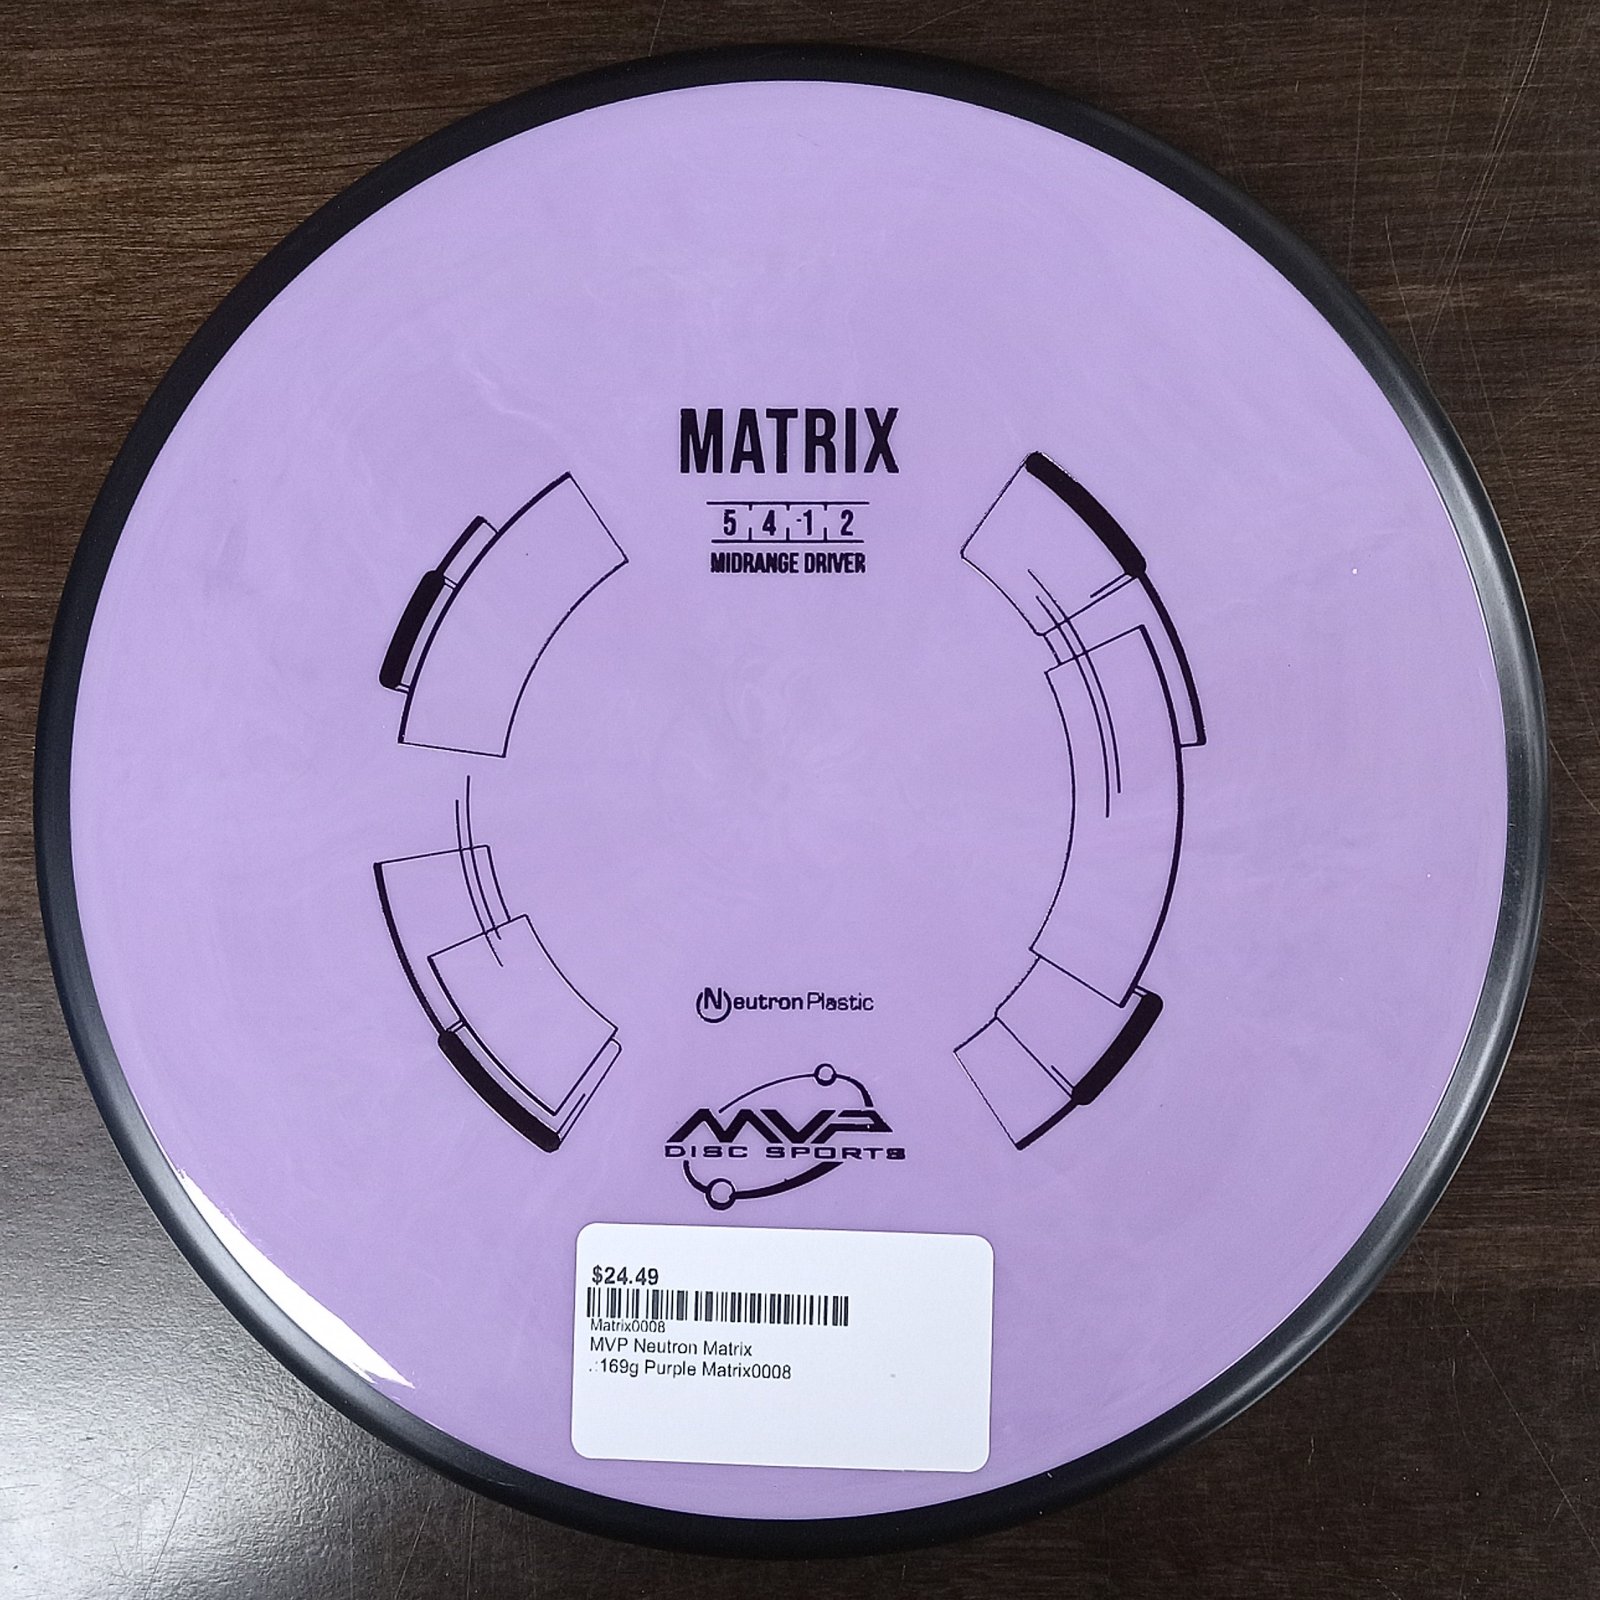 MATRIX
5 4 -1 2
MIDRANGE DRIVER
Neutron Plastic
MVP
DISC SPORTS
$24.49
Matrix0008
MVP Neutron Matrix
.:169g Purple Matrix0008